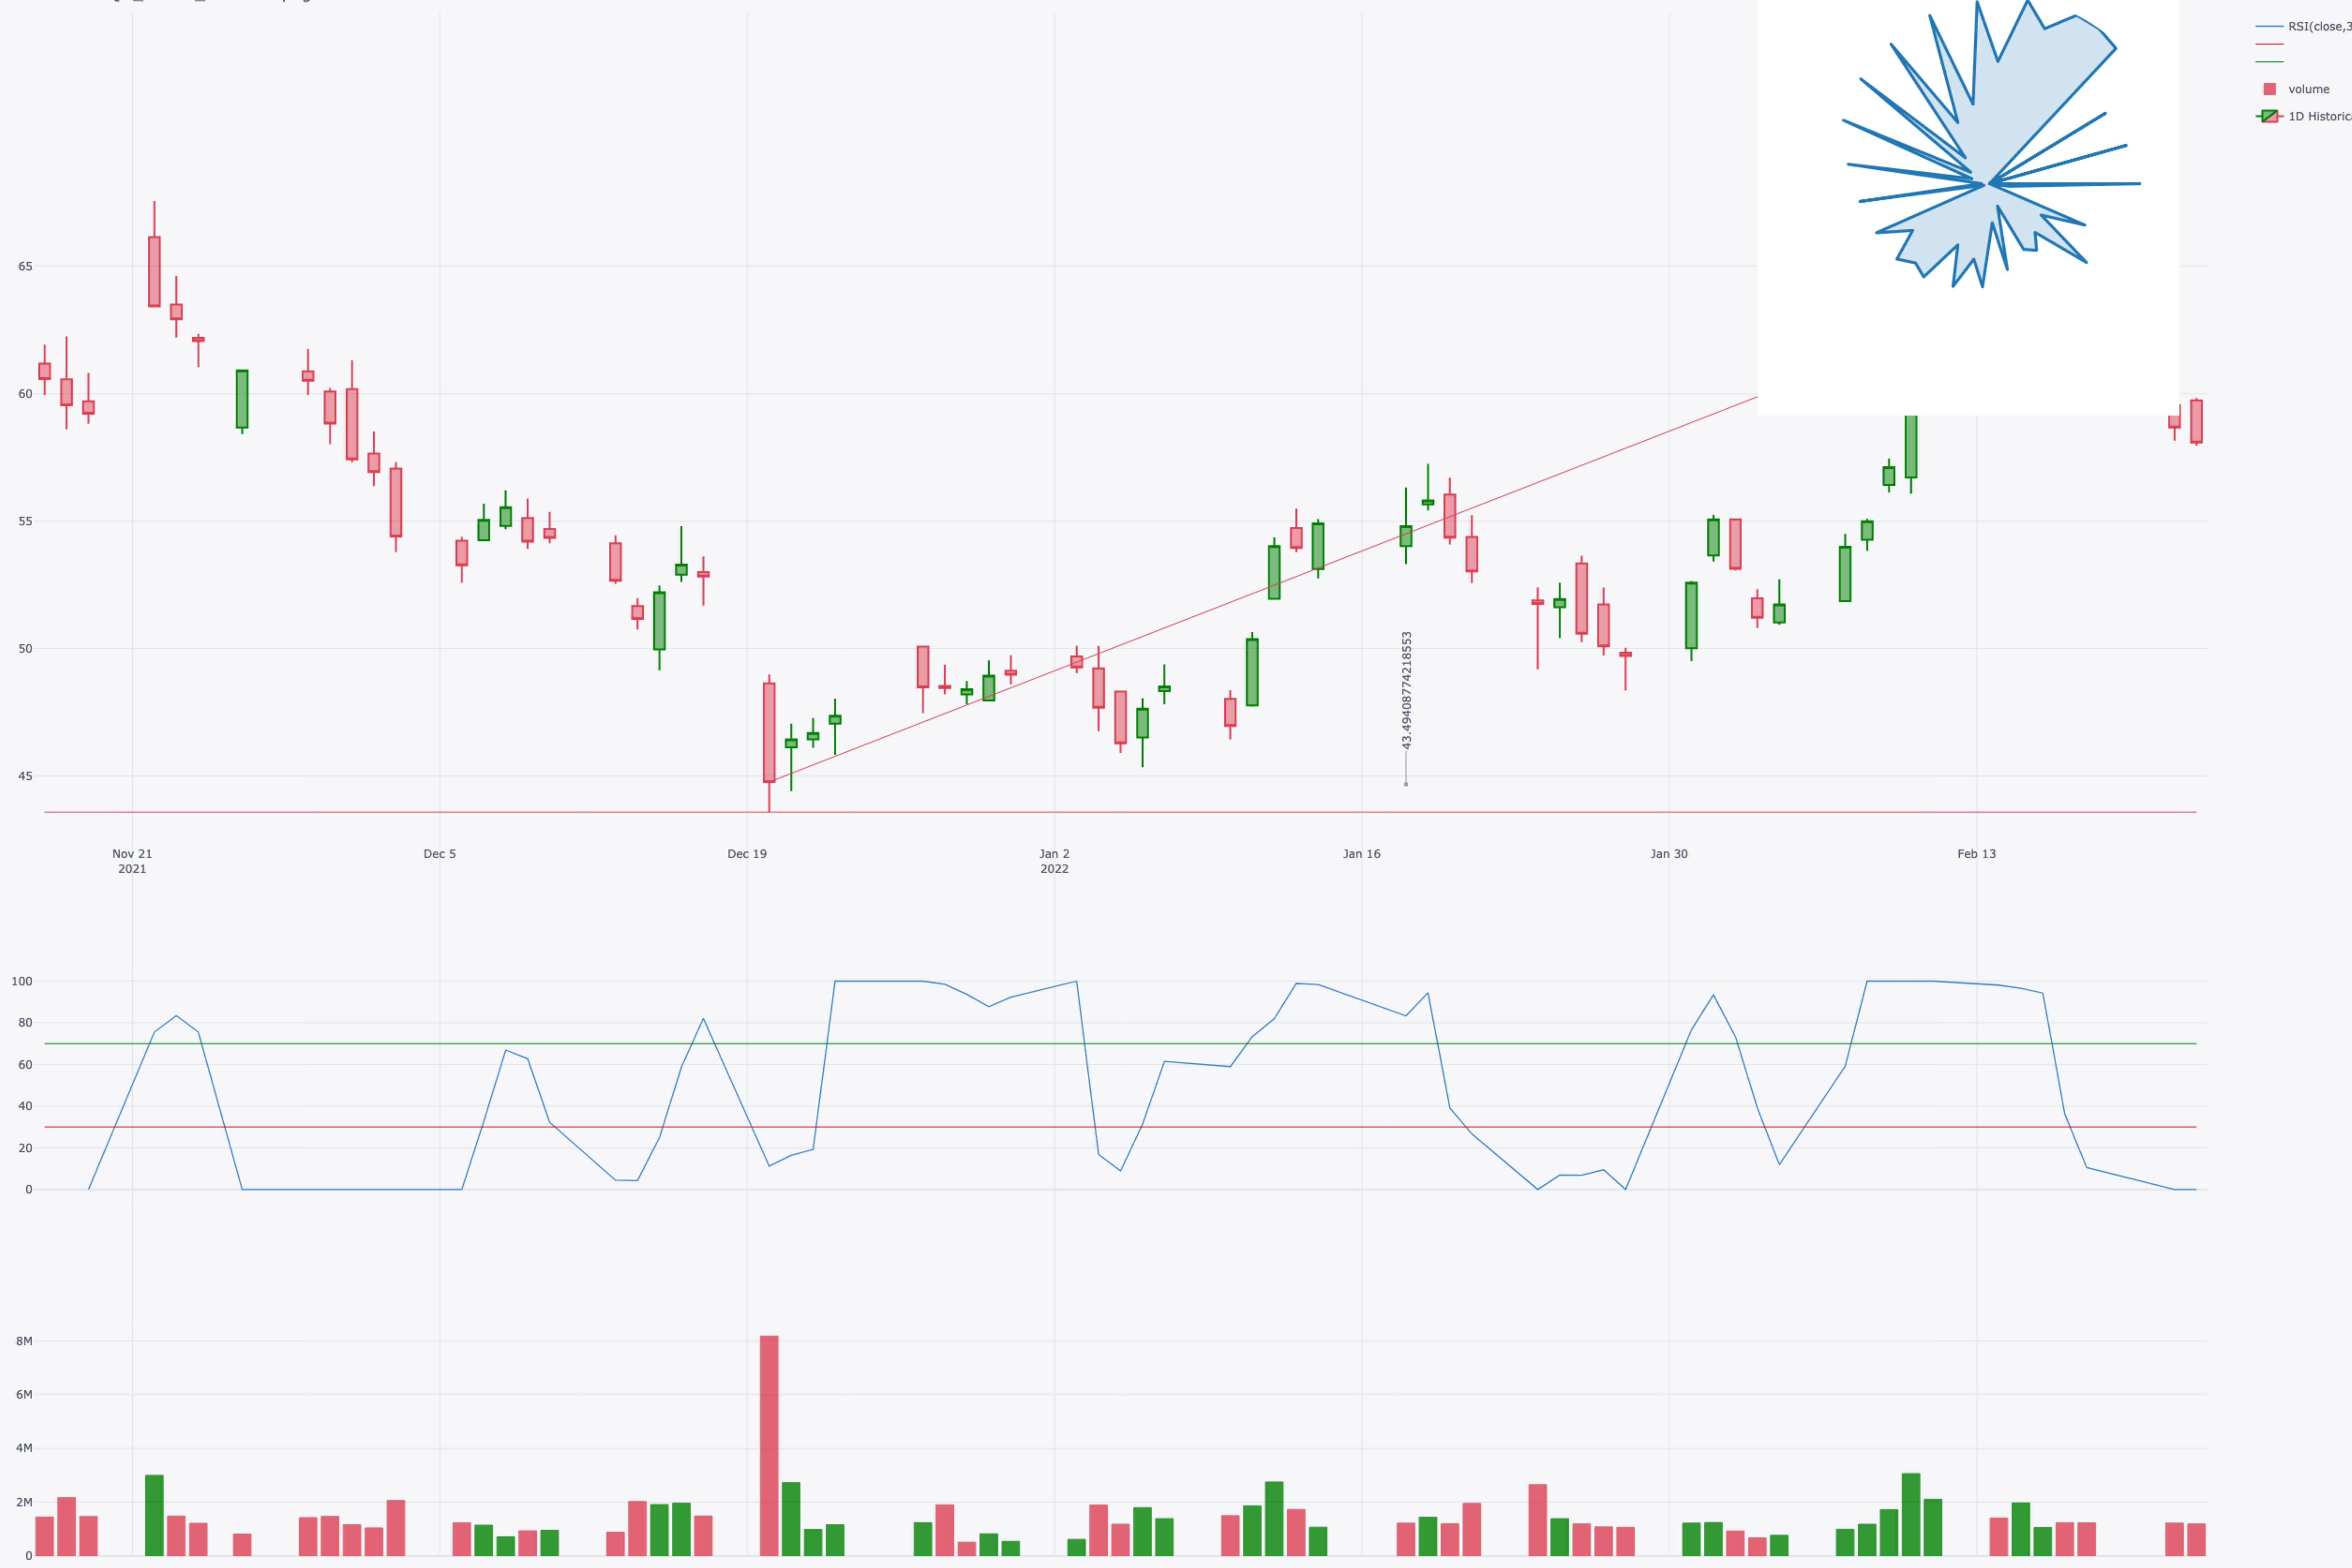 RSI(close,3
volume
1D Historic
65
60
55
50
45
43.49408774218553
Nov 21
2021
Dec 5
Dec 19
Jan 2
2022
Jan 16
Jan 30
Feb 13
100
80
60
40
20
0
8M
6M
4M
2M
0